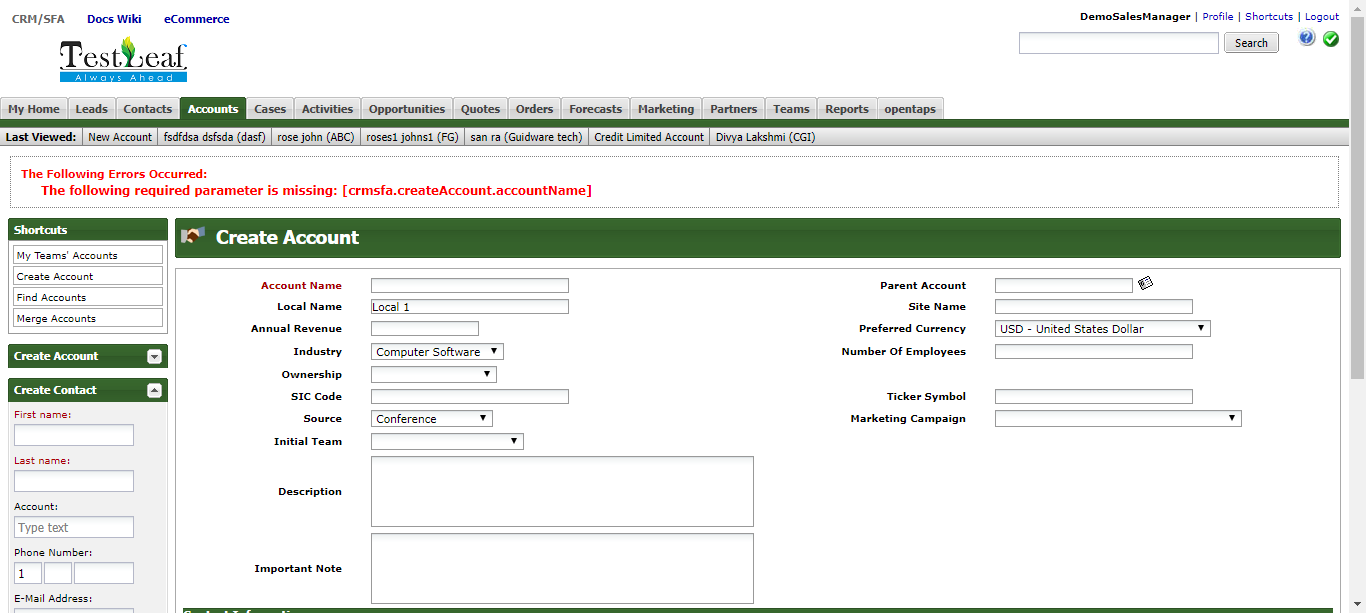 CRM/SFA Docs Wiki eCommerce
DemoSalesManager | Profile | Shortcuts | Logout
TestLeaf
Always Ahead
Search
My Home Leads Contacts Accounts Cases Activities Opportunities Quotes Orders Forecasts Marketing Partners Teams Reports opentaps
Last Viewed: New Account fsdfdsa dsfsda (dasf) rose john (ABC) roses1 johns1 (FG) san ra (Guidware tech) Credit Limited Account Divya Lakshmi (CGI)
The Following Errors Occurred:
The following required parameter is missing: [crmsfa.createAccount.accountName]
Shortcuts
My Teams' Accounts
Create Account
Find Accounts
Merge Accounts
Create Account
Create Contact
First name:
Last name:
Account:
Type text
Phone Number:
1
E-Mail Address:
Create Account
Account Name Parent Account
Local Name Local 1 Site Name
Annual Revenue Preferred Currency USD - United States Dollar
Industry Computer Software Number Of Employees
Ownership
SIC Code Ticker Symbol
Source Conference Marketing Campaign
Initial Team
Description
Important Note